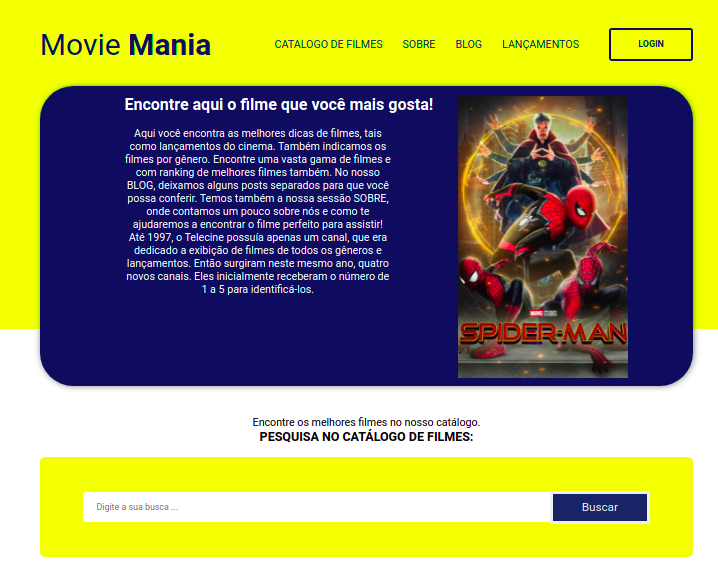 Movie Mania
CATALOGO DE FILMES SOBRE BLOG LANÇAMENTOS LOGIN
Encontre aqui o filme que você mais gosta!
Aqui você encontra as melhores dicas de filmes, tais
como lançamentos do cinema. Também indicamos os
filmes por gênero. Encontre uma vasta gama de filmes e
com ranking de melhores filmes também. No nosso
BLOG, deixamos alguns posts separados para que você
possa conferir. Temos também a nossa sessão SOBRE,
onde contamos um pouco sobre nós e como te
ajudaremos a encontrar o filme perfeito para assistir!
Até 1997, o Telecine possuía apenas um canal, que era
dedicado a exibição de filmes de todos os gêneros e
lançamentos. Então surgiram neste mesmo ano, quatro
novos canais. Eles inicialmente receberam o número de
1 a 5 para identificá-los.
MARVEL STUDIOS
SPIDER-MAN
Encontre os melhores filmes no nosso catálogo.
PESQUISA NO CATÁLOGO DE FILMES:
Digite a sua busca ...
Buscar